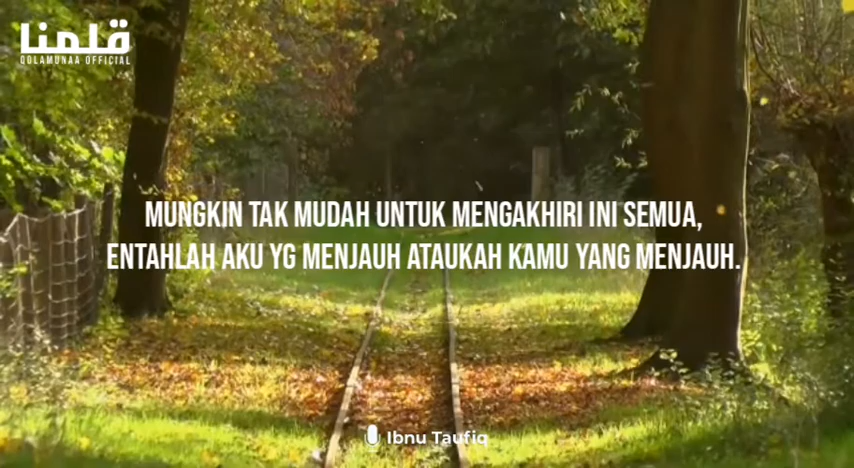 قلمنا
QOLAMUNAA OFFICIAL
MUNGKIN TAK MUDAH UNTUK MENGAKHIRI INI SEMUA,
ENTAHLAH AKU YG MENJAUH ATAUKAH KAMU YANG MENJAUH.
Ibnu Taufiq